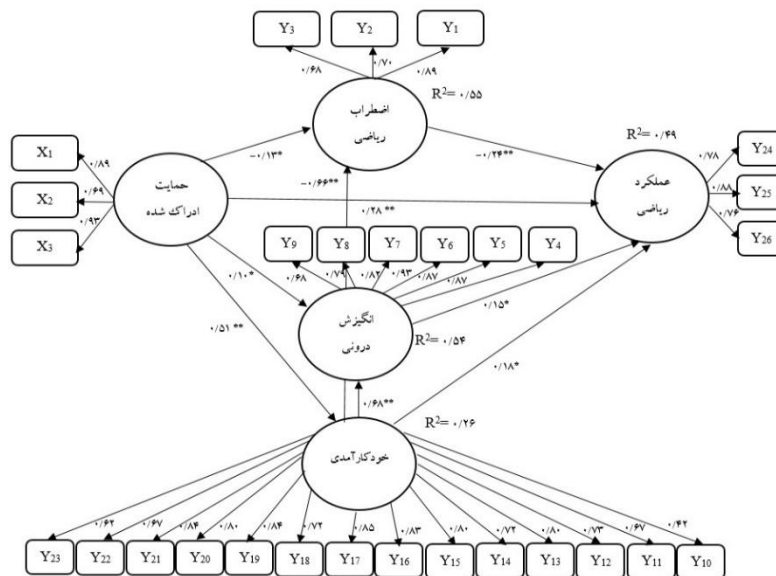 Y3 Y2 Y1
۰/۶۸ ۰/۷۰ ۰/۸۹
اضطراب
ریاضی
R2= ۰/۵۵
R2= ۰/۴۹
X1
X2
X3
۰/۸۹
۰/۶۹
۰/۹۳
حمایت
ادراک شده
-۰/۱۳*
-۰/۲۴**
-۰/۶۶**
۰/۲۸ **
عملکرد
ریاضی
۰/۷۸
۰/۸۸
۰/۷۶
Y24
Y25
Y26
Y9 Y8 Y7 Y6 Y5 Y4
۰/۶۸ ۰/۷۹ ۰/۸۲ ۰/۹۳ ۰/۸۷ ۰/۸۷
۰/۱۰*
۰/۱۵*
انگیزش
درونی
R2= ۰/۵۴
۰/۵۱ **
۰/۱۸*
۰/۶۸**
R2= ۰/۲۶
خودکارآمدی
۰/۶۲ ۰/۶۷ ۰/۸۴ ۰/۸۰ ۰/۸۴ ۰/۷۲ ۰/۸۵ ۰/۸۳ ۰/۸۰ ۰/۷۲ ۰/۸۰ ۰/۷۳ ۰/۶۷ ۰/۴۲
Y23 Y22 Y21 Y20 Y19 Y18 Y17 Y16 Y15 Y14 Y13 Y12 Y11 Y10